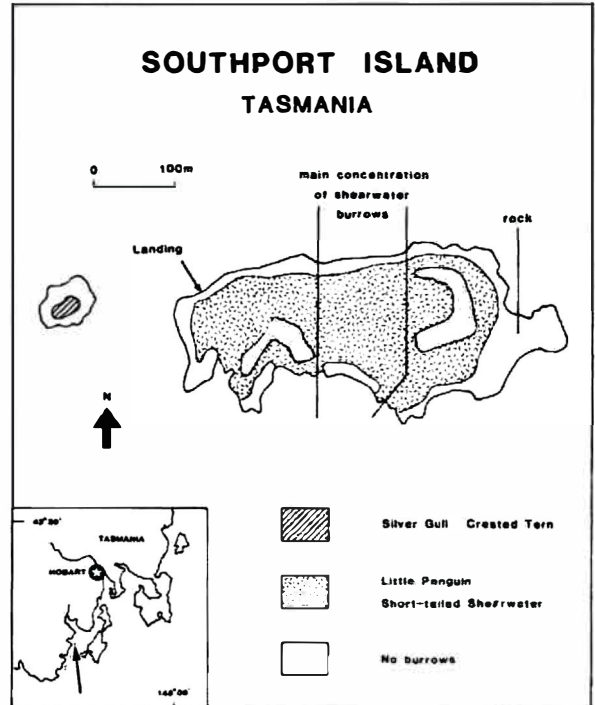 SOUTHPORT ISLAND
TASMANIA
0 100m
main concentration
of shearwater
burrows
rock
Landing
N
TASMANIA
HOBART
Silver Gull Crested Tern
Little Penguin
Short-tailed Shearwater
No burrows